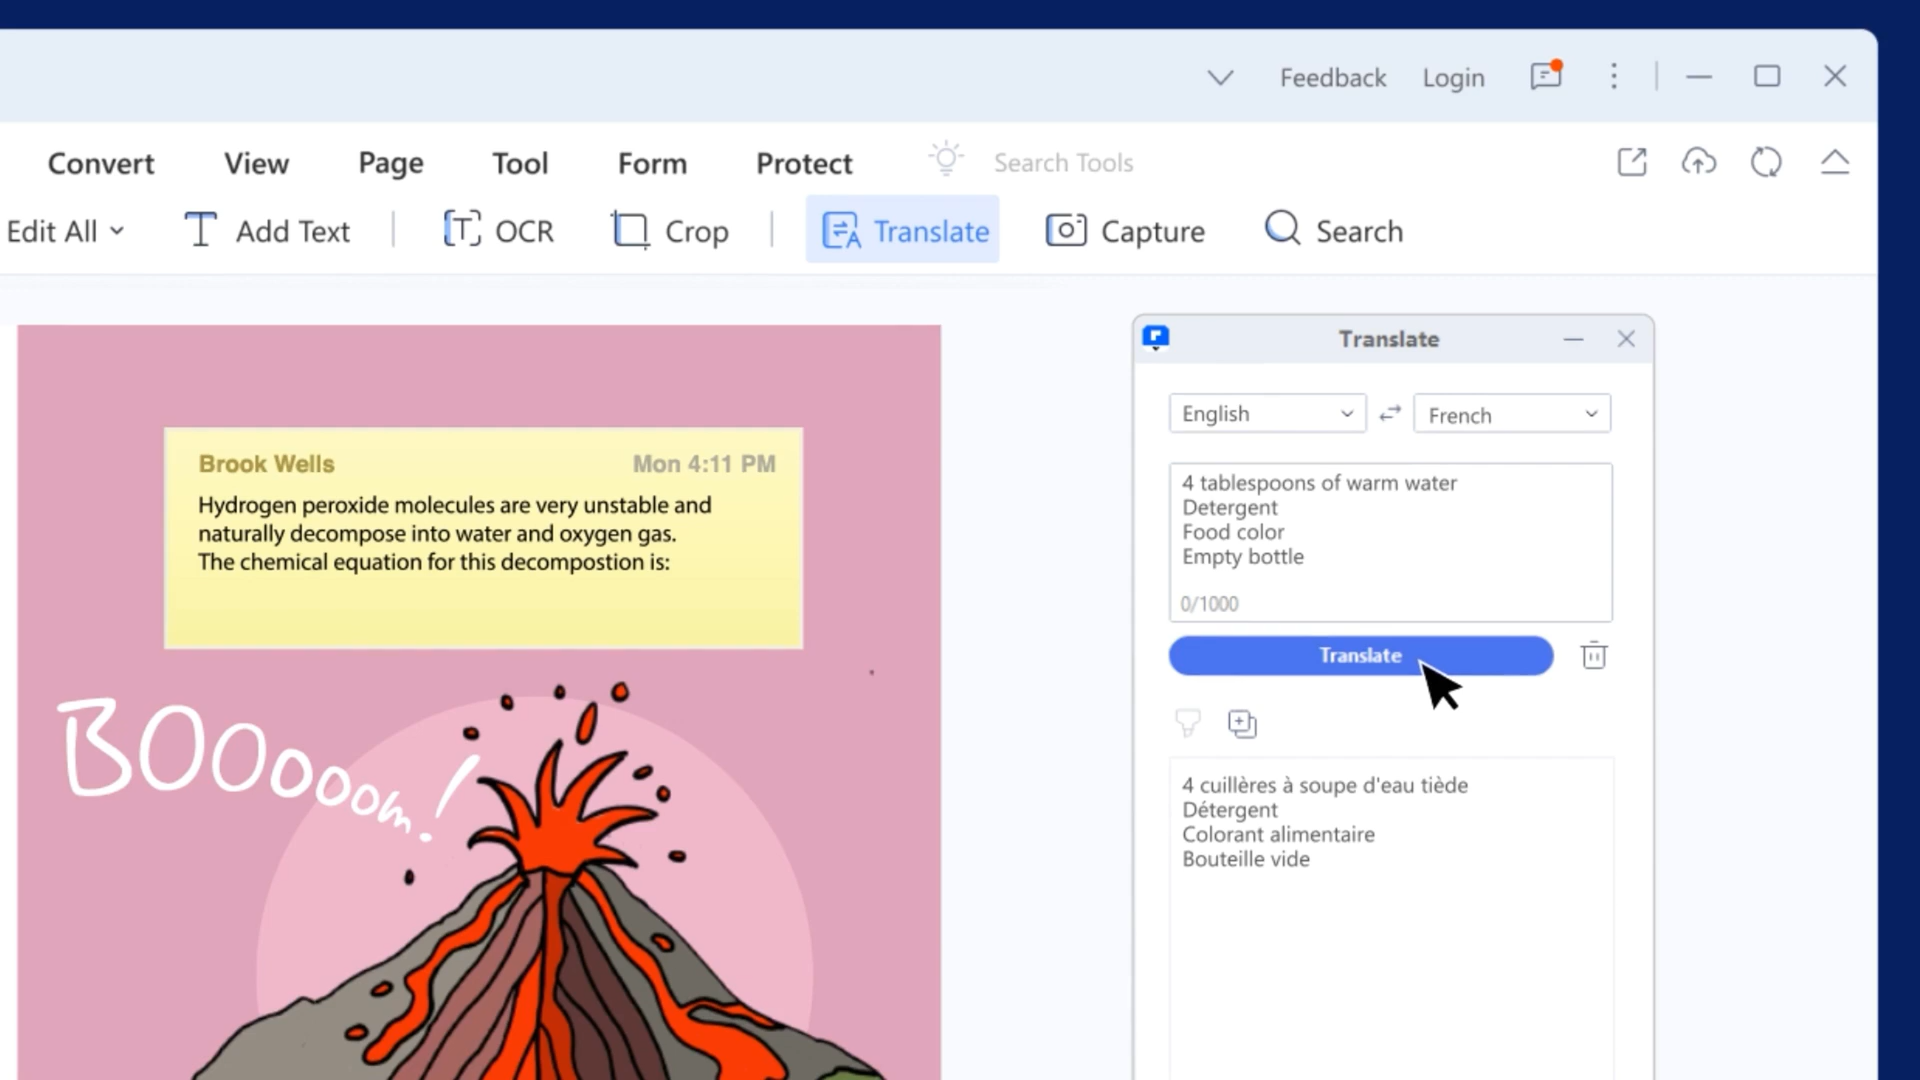 Feedback Login
Convert View Page Tool Form Protect Search Tools
Edit All Add Text OCR Crop Translate Capture Search
Translate
English French
4 tablespoons of warm water
Detergent
Food color
Empty bottle
0/1000
Translate
4 cuillères à soupe d'eau tiède
Détergent
Colorant alimentaire
Bouteille vide
Brook Wells Mon 4:11 PM
Hydrogen peroxide molecules are very unstable and
naturally decompose into water and oxygen gas.
The chemical equation for this decompostion is:
BOOooooom!